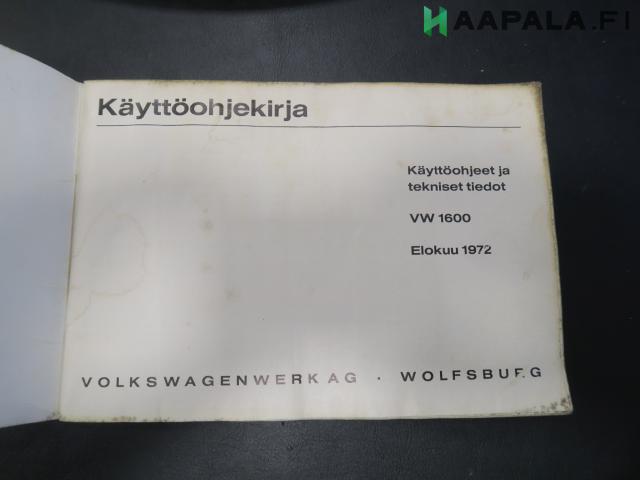 HAAPALA.FI
Käyttöohjekirja
Käyttöohjeet ja
tekniset tiedot
VW 1600
Elokuu 1972
VOLKSWAGENWERK AG · WOLFSBURG